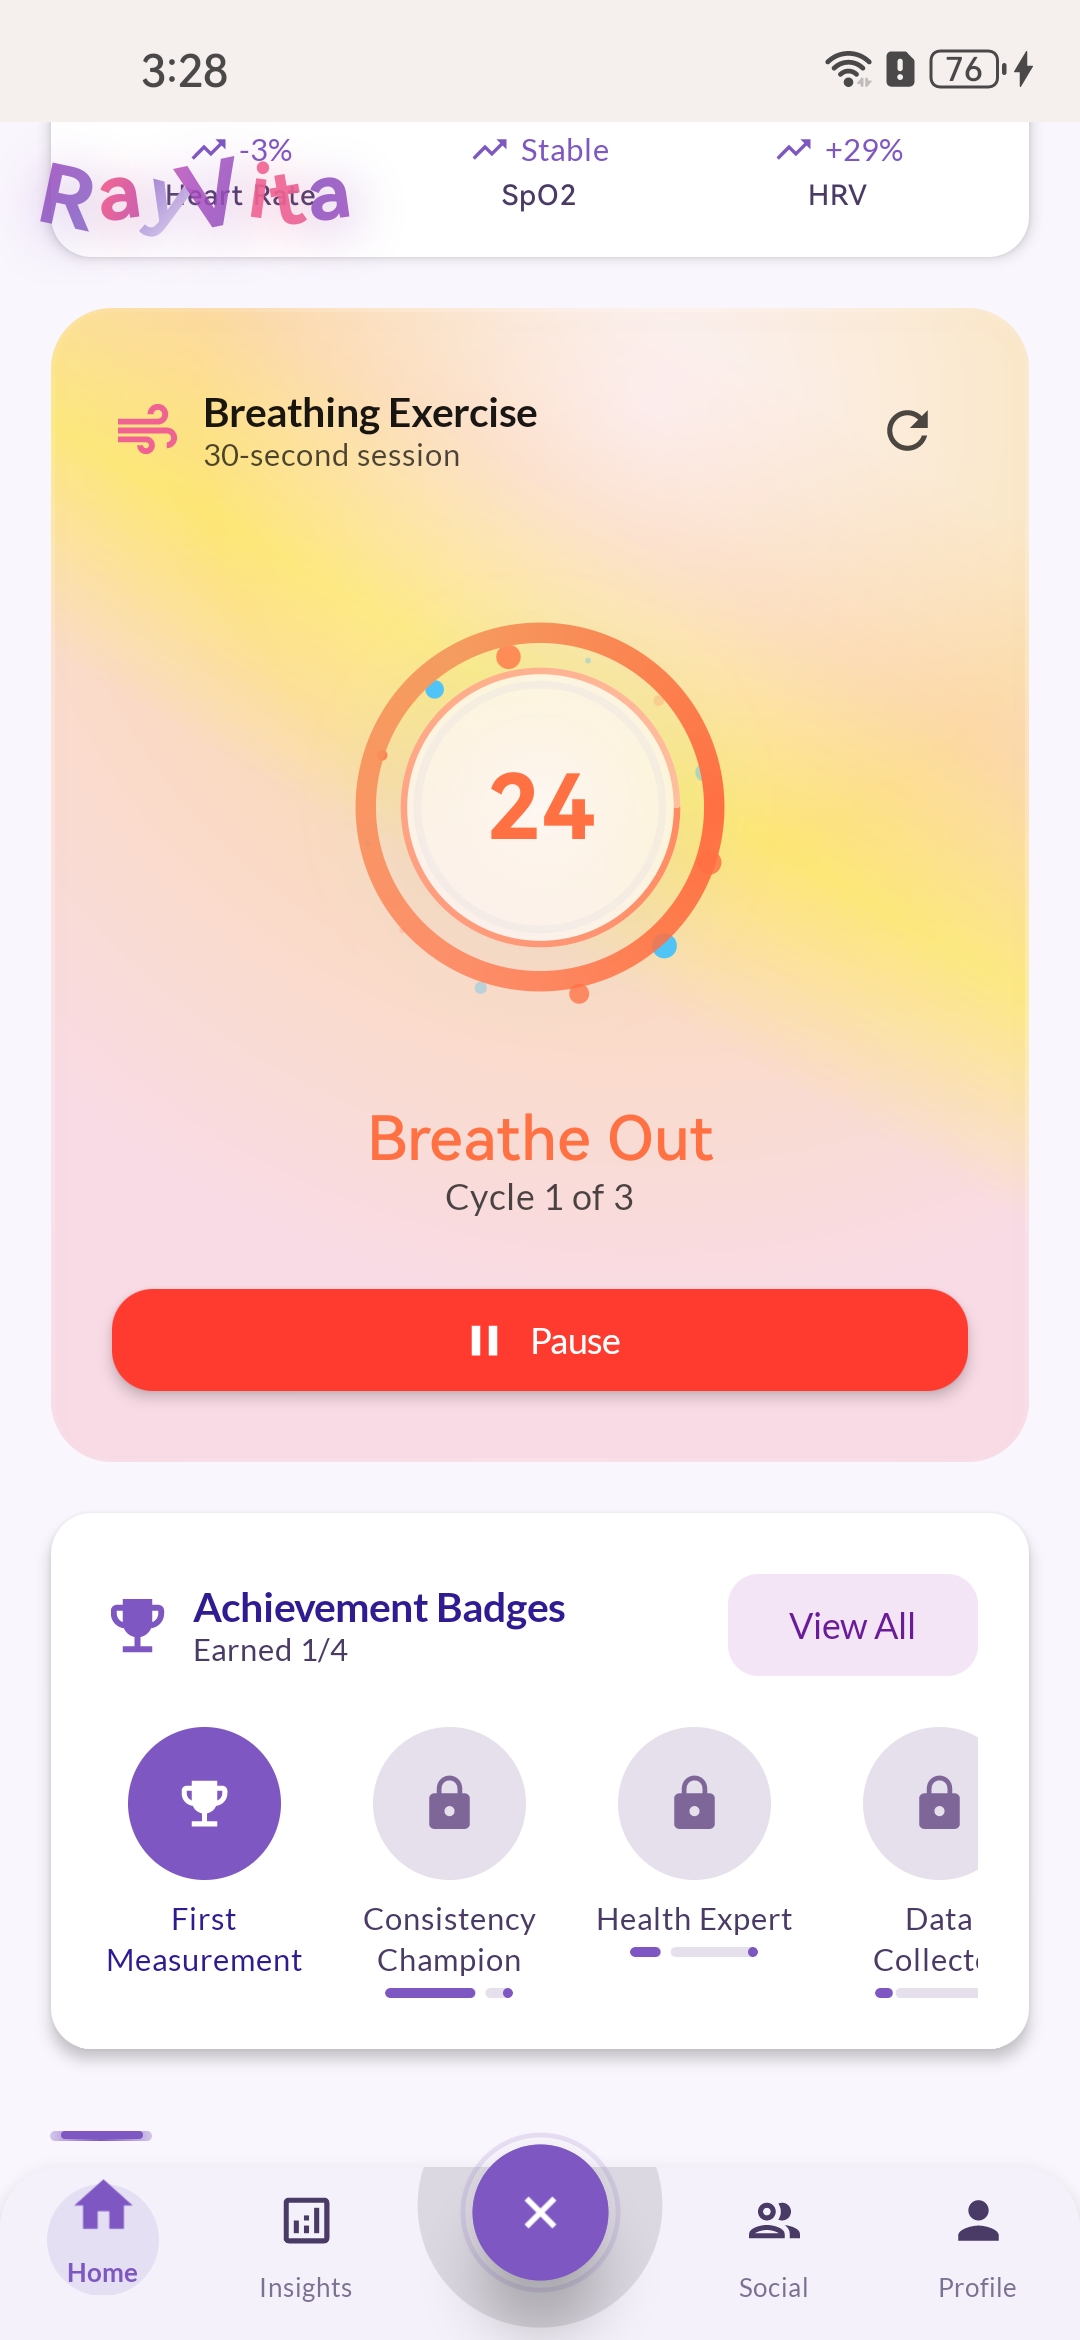 3:28
76
-3%
Stable
+29%
RayVita
Heart Rate
SpO2
HRV
Breathing Exercise
30-second session
24
Breathe Out
Cycle 1 of 3
Pause
Achievement Badges
Earned 1/4
View All
First
Measurement
Consistency
Champion
Health Expert
Data
Home
Insights
Social
Profile